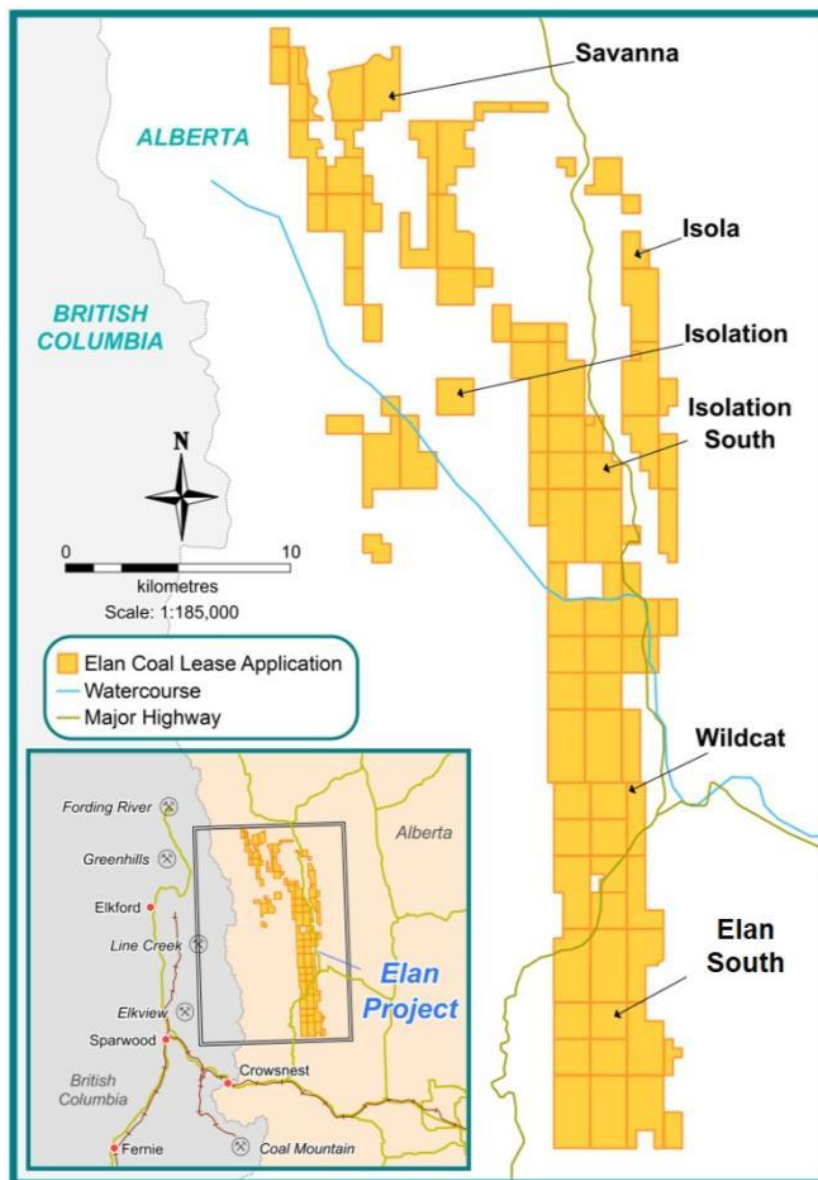 Savanna
ALBERTA
Isola
BRITISH
COLUMBIA
Isolation
Isolation
South
N
0 10
kilometres
Scale: 1:185,000
Elan Coal Lease Application
Watercourse
Major Highway
Wildcat
Elan
South
Fording River
Alberta
Greenhills
Elkford
Line Creek
Elan
Project
Elkview
Sparwood
Crowsnest
British
Columbia
Fernie
Coal Mountain